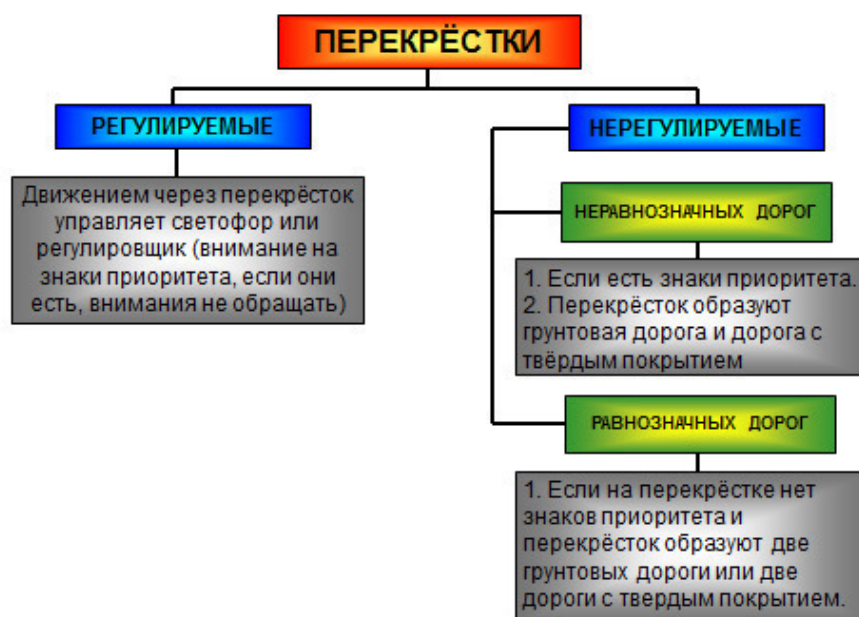 ПЕРЕКРЁСТКИ
РЕГУЛИРУЕМЫЕ
Движением через перекрёсток
управляет светофор или
регулировщик (внимание на
знаки приоритета, если они
есть, внимания не обращать)
НЕРЕГУЛИРУЕМЫЕ
НЕРАВНОЗНАЧНЫХ ДОРОГ
1. Если есть знаки приоритета.
2. Перекрёсток образуют
грунтовая дорога и дорога с
твёрдым покрытием
РАВНОЗНАЧНЫХ ДОРОГ
1. Если на перекрёстке нет
знаков приоритета и
перекрёсток образуют две
грунтовых дороги или две
дороги с твердым покрытием.